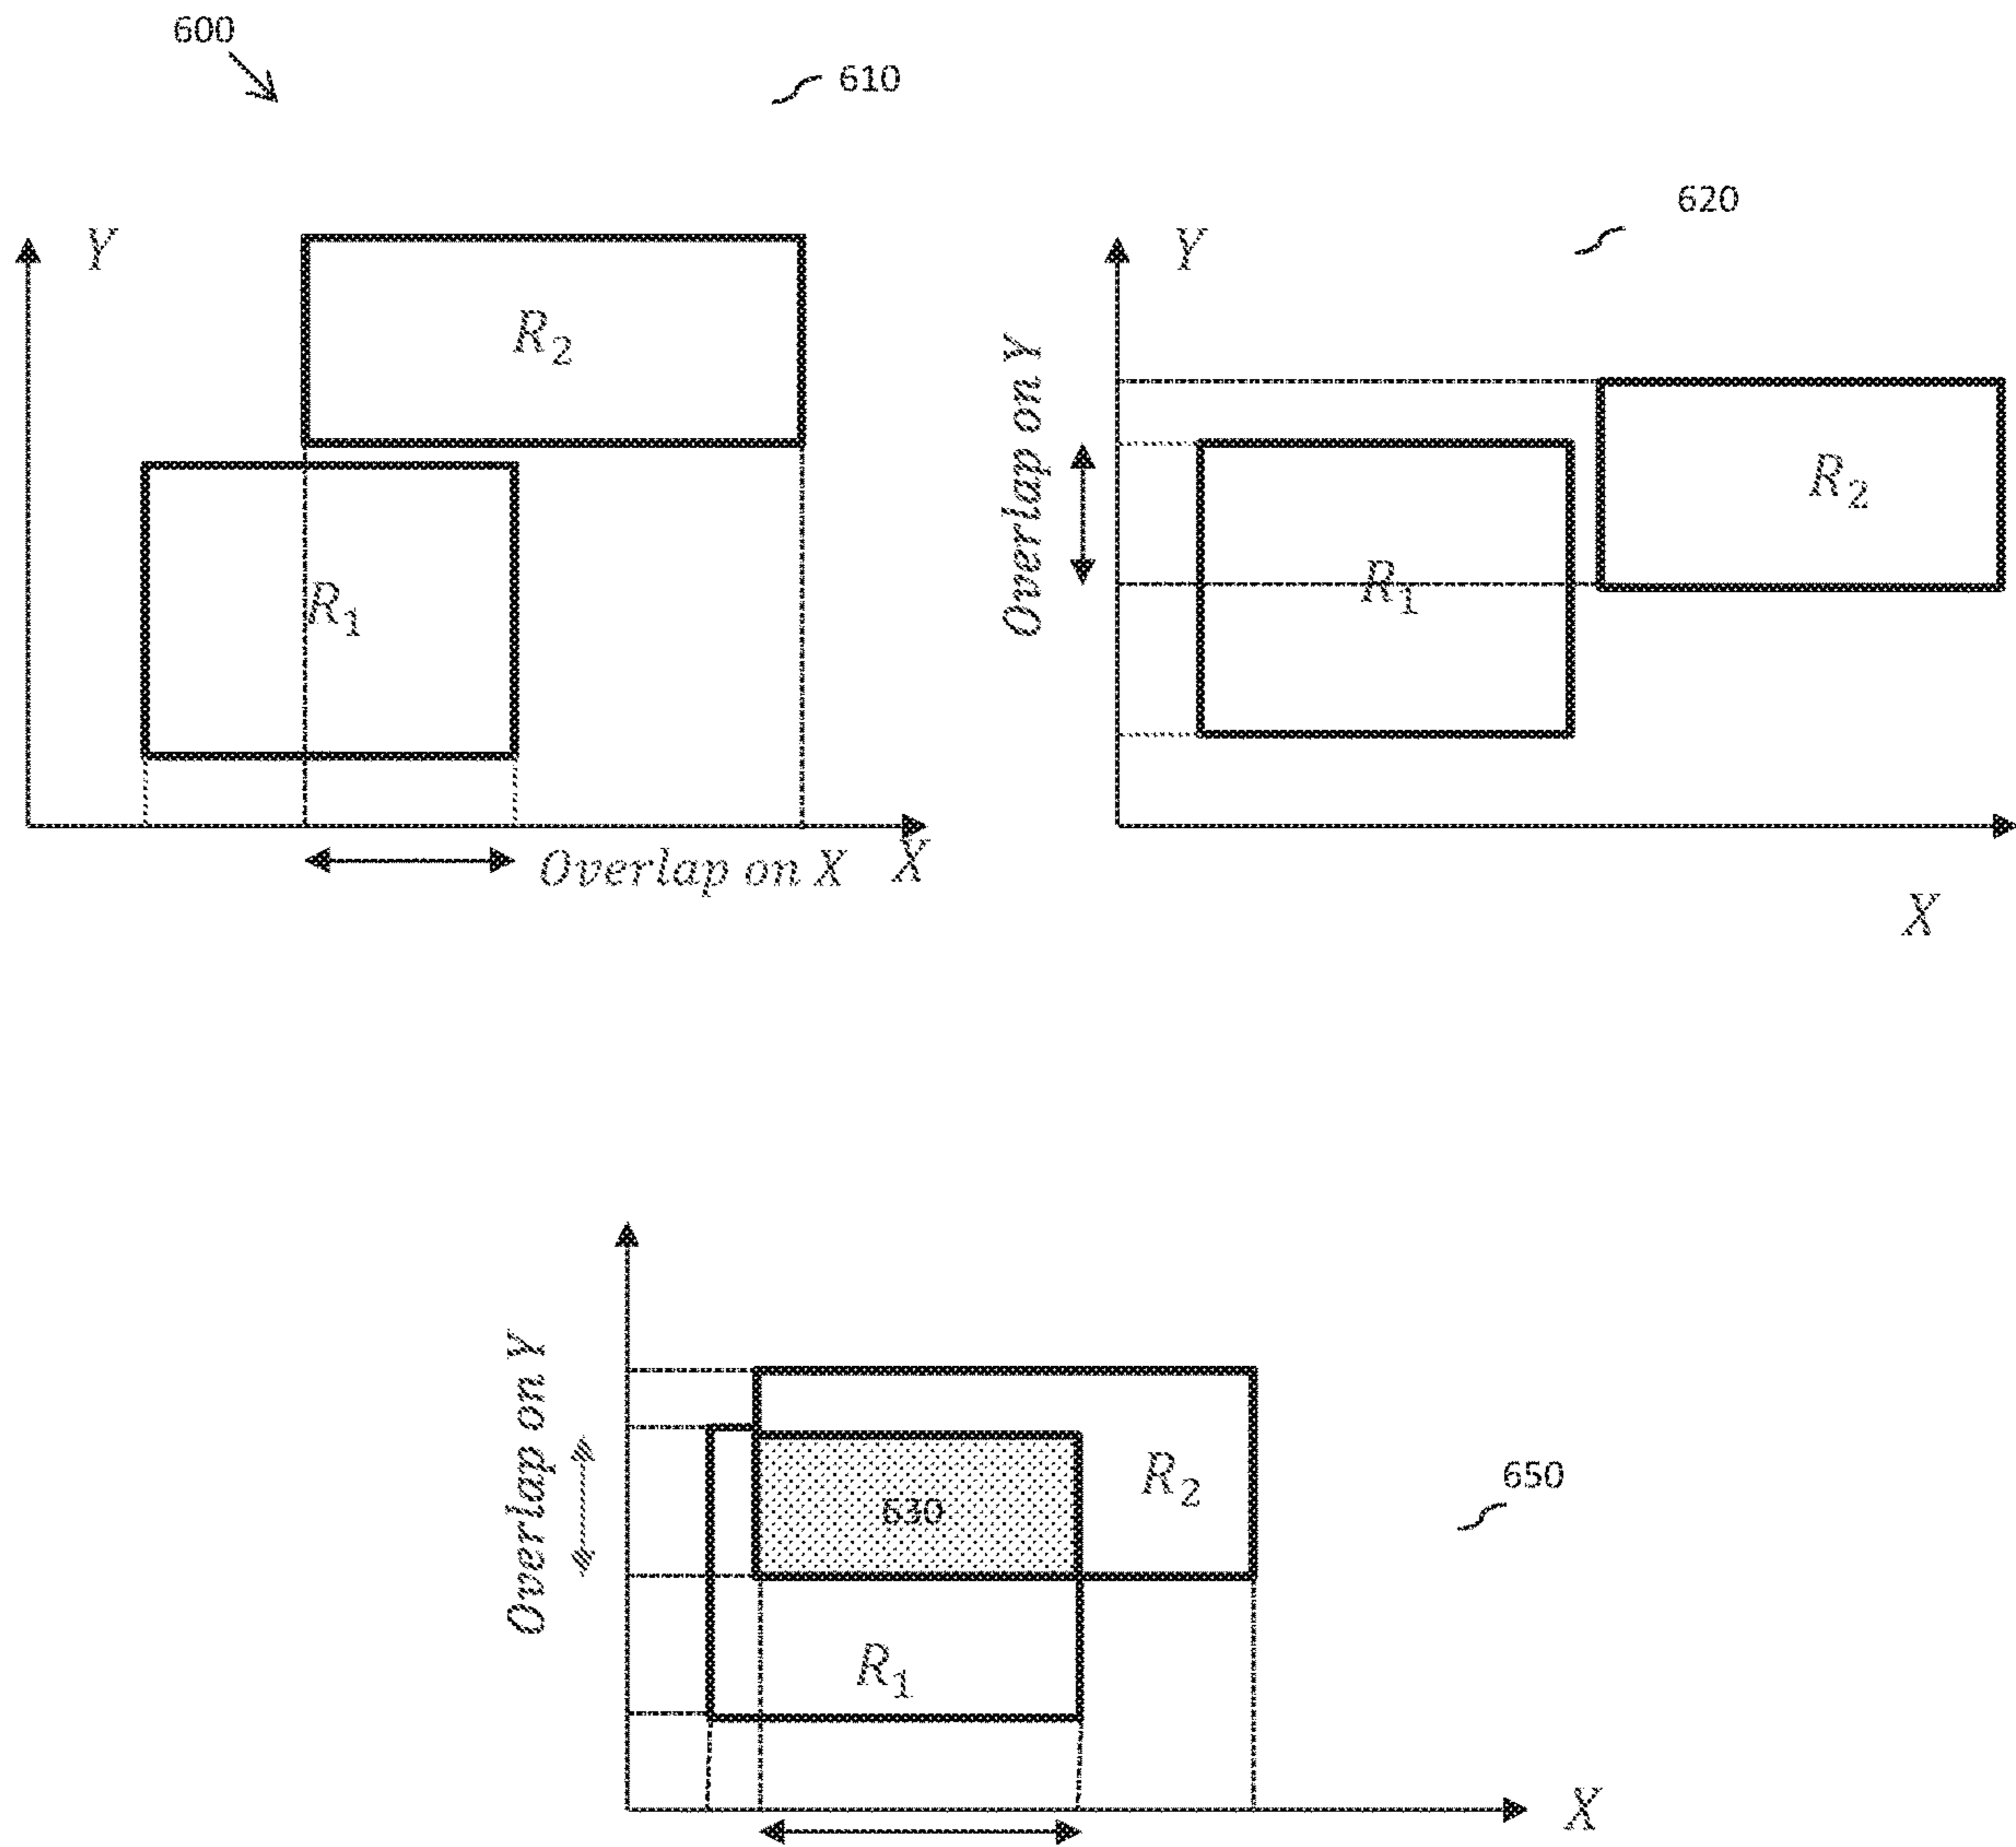 600
610
620
Y
R₂
R₁
Overlap on X
X
Y
Overlap on Y
R₂
R₁
X
Overlap on Y
630
R₂
650
R₁
X